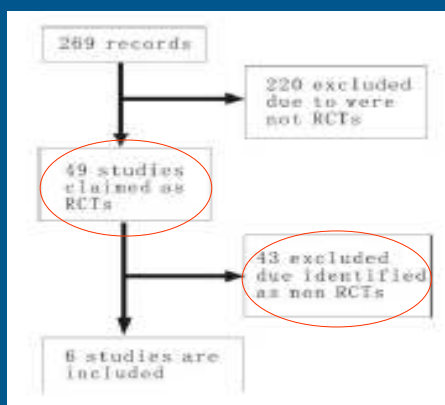 269 records
220 excluded
due to were
not RCTs
49 studies
claimed as
RCTs
43 excluded
due identified
as non RCTs
6 studies are
included